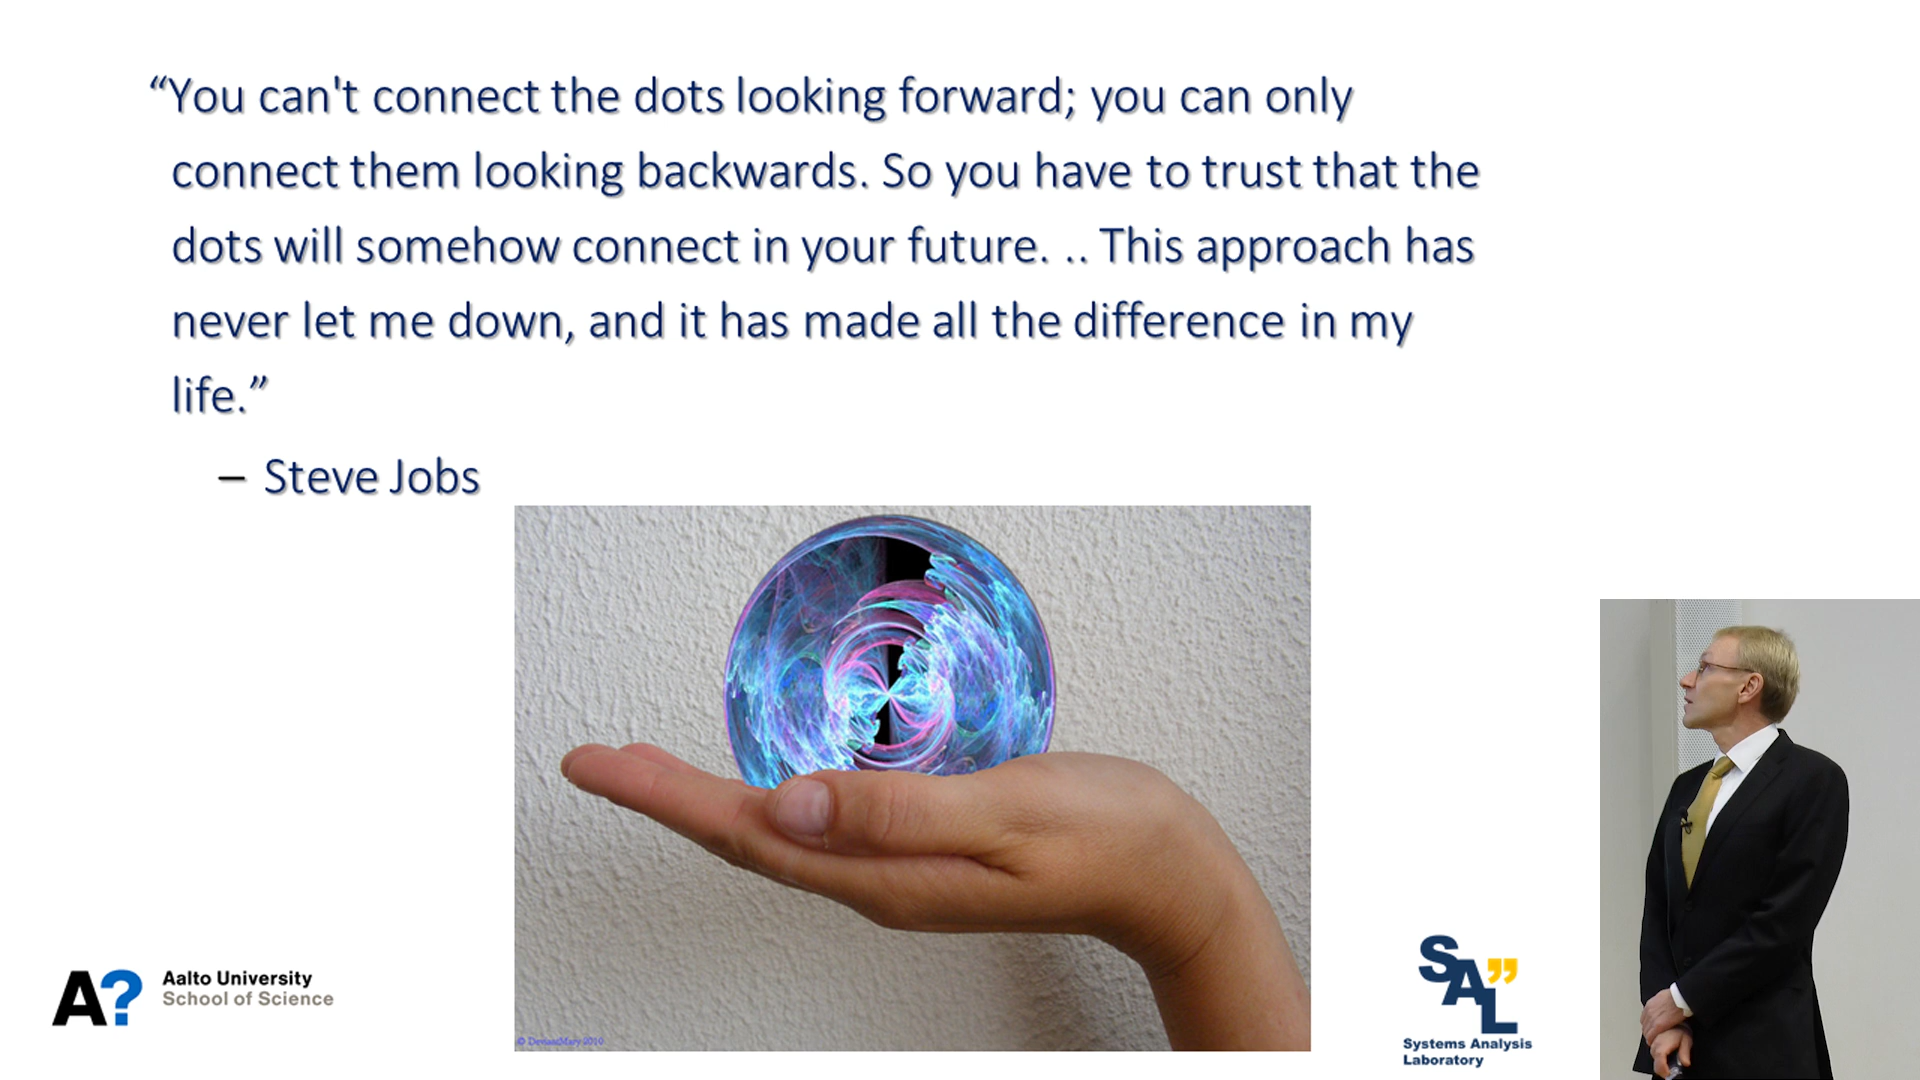 “You can't connect the dots looking forward; you can only
connect them looking backwards. So you have to trust that the
dots will somehow connect in your future. .. This approach has
never let me down, and it has made all the difference in my
life.”
– Steve Jobs
© DeviantMary 2010
A?
Aalto University
School of Science
SAL
Systems Analysis
Laboratory